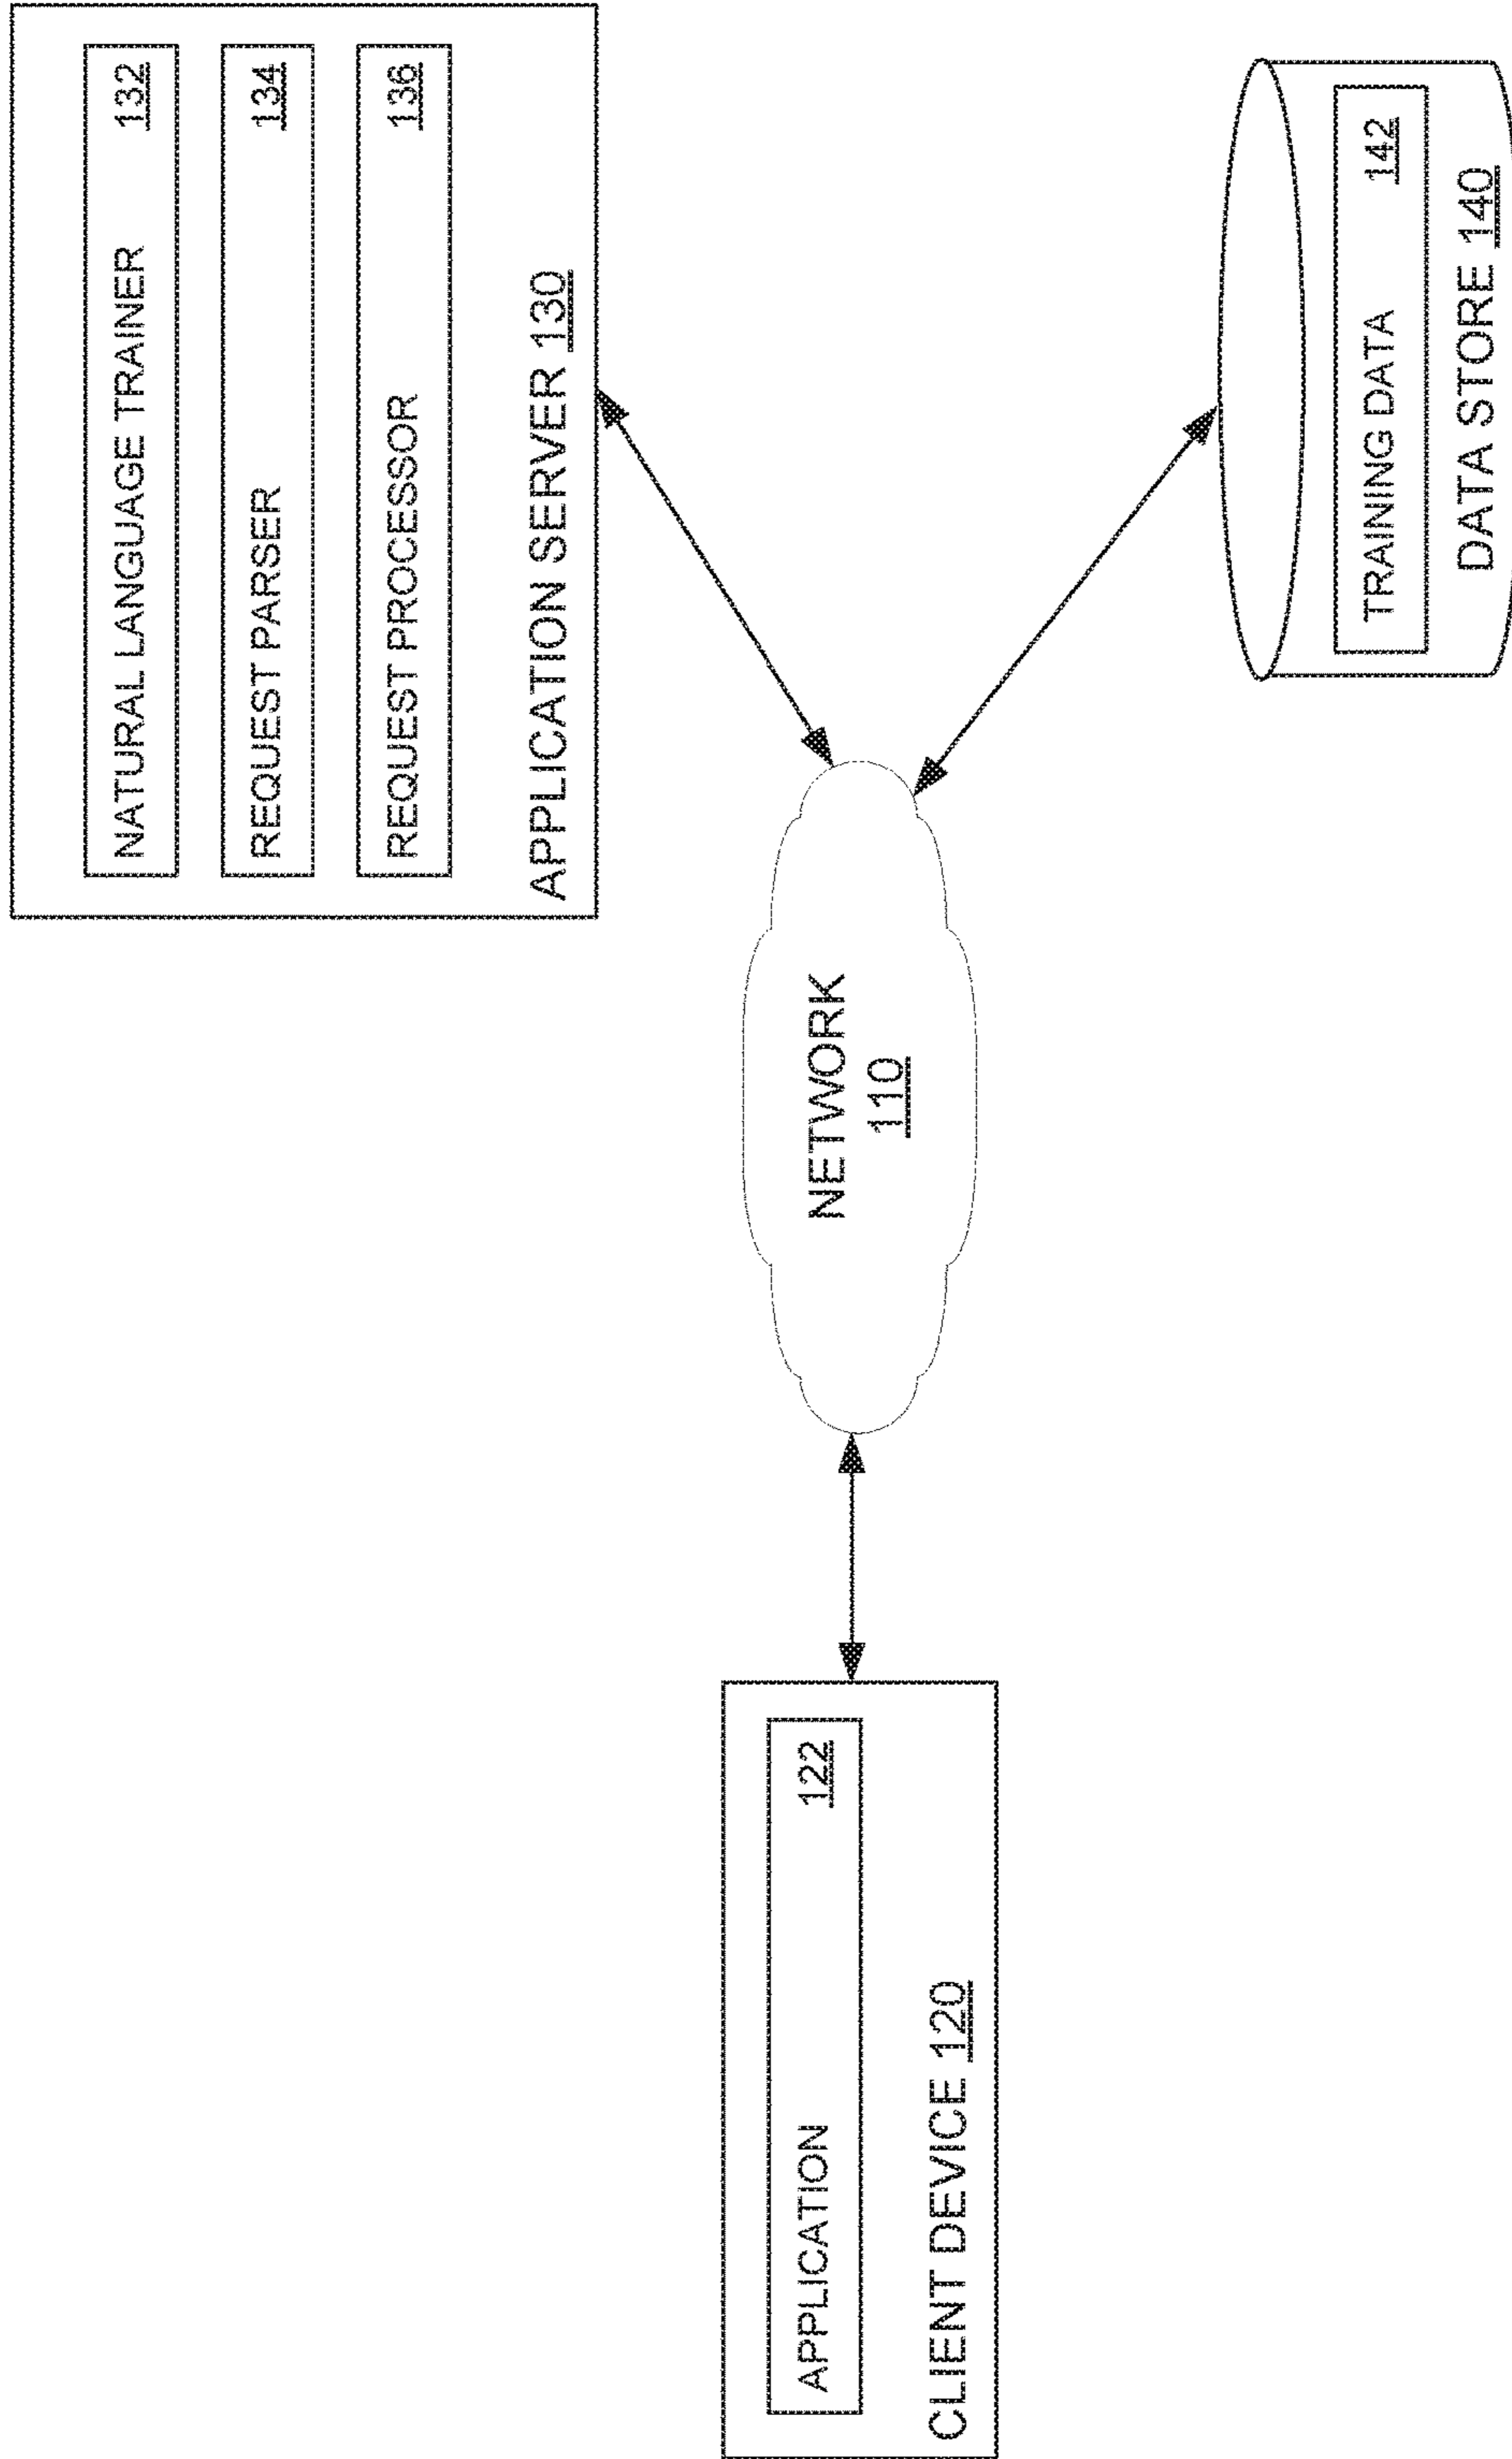 NATURAL LANGUAGE TRAINER 132
REQUEST PARSER 134
REQUEST PROCESSOR 136
APPLICATION SERVER 130
NETWORK
110
APPLICATION 122
CLIENT DEVICE 120
TRAINING DATA 142
DATA STORE 140